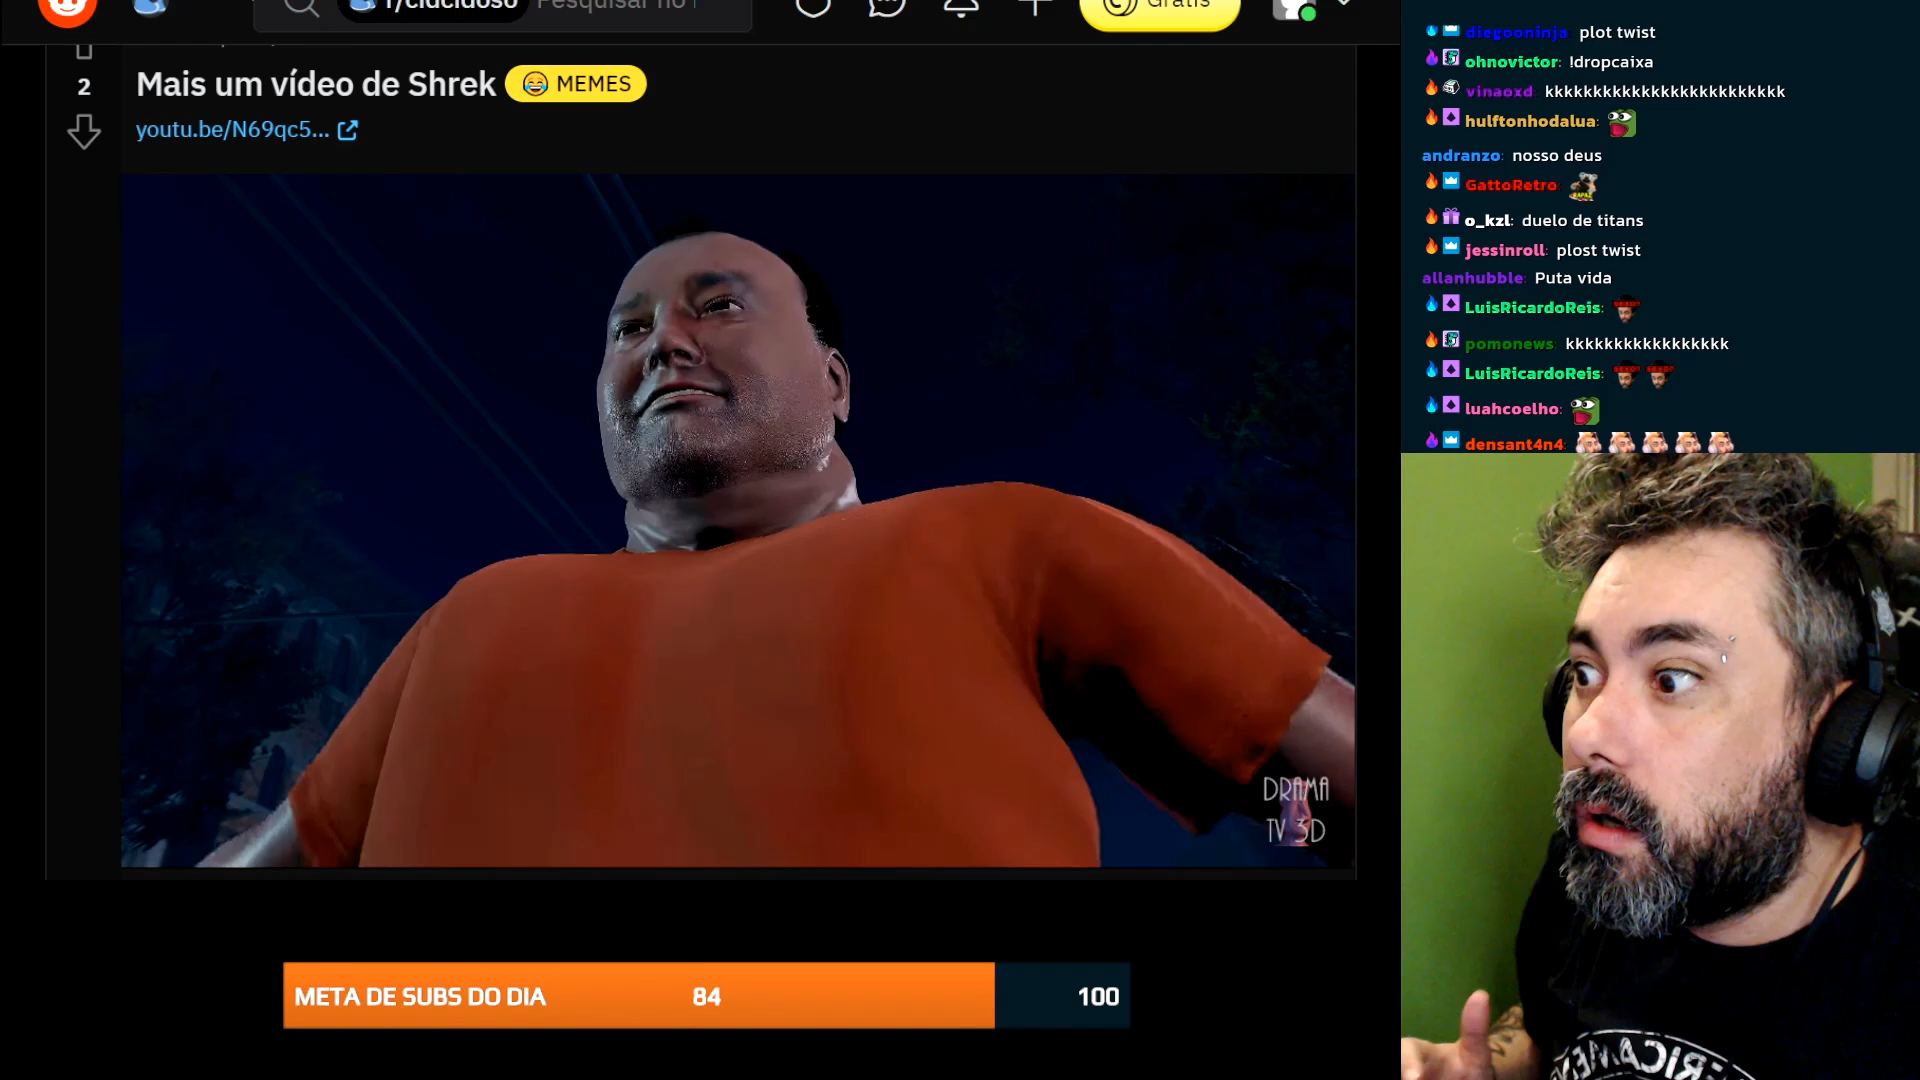 r/cidcidoso Pesquisar no r
Grátis
2
Mais um vídeo de Shrek 😂 MEMES
youtu.be/N69qc5...
DRAMA
TV 3D
META DE SUBS DO DIA 84 100
diegooninja: plot twist
ohnovictor: !dropcaixa
vinaoxd: kkkkkkkkkkkkkkkkkkkkkkkkk
hulftonhodalua:
andranzo: nosso deus
GattoRetro:
o_kzl: duelo de titans
jessinroll: plost twist
allanhubble: Puta vida
LuisRicardoReis:
pomonews: kkkkkkkkkkkkkkkkk
LuisRicardoReis:
luahcoelho:
densant4n4: